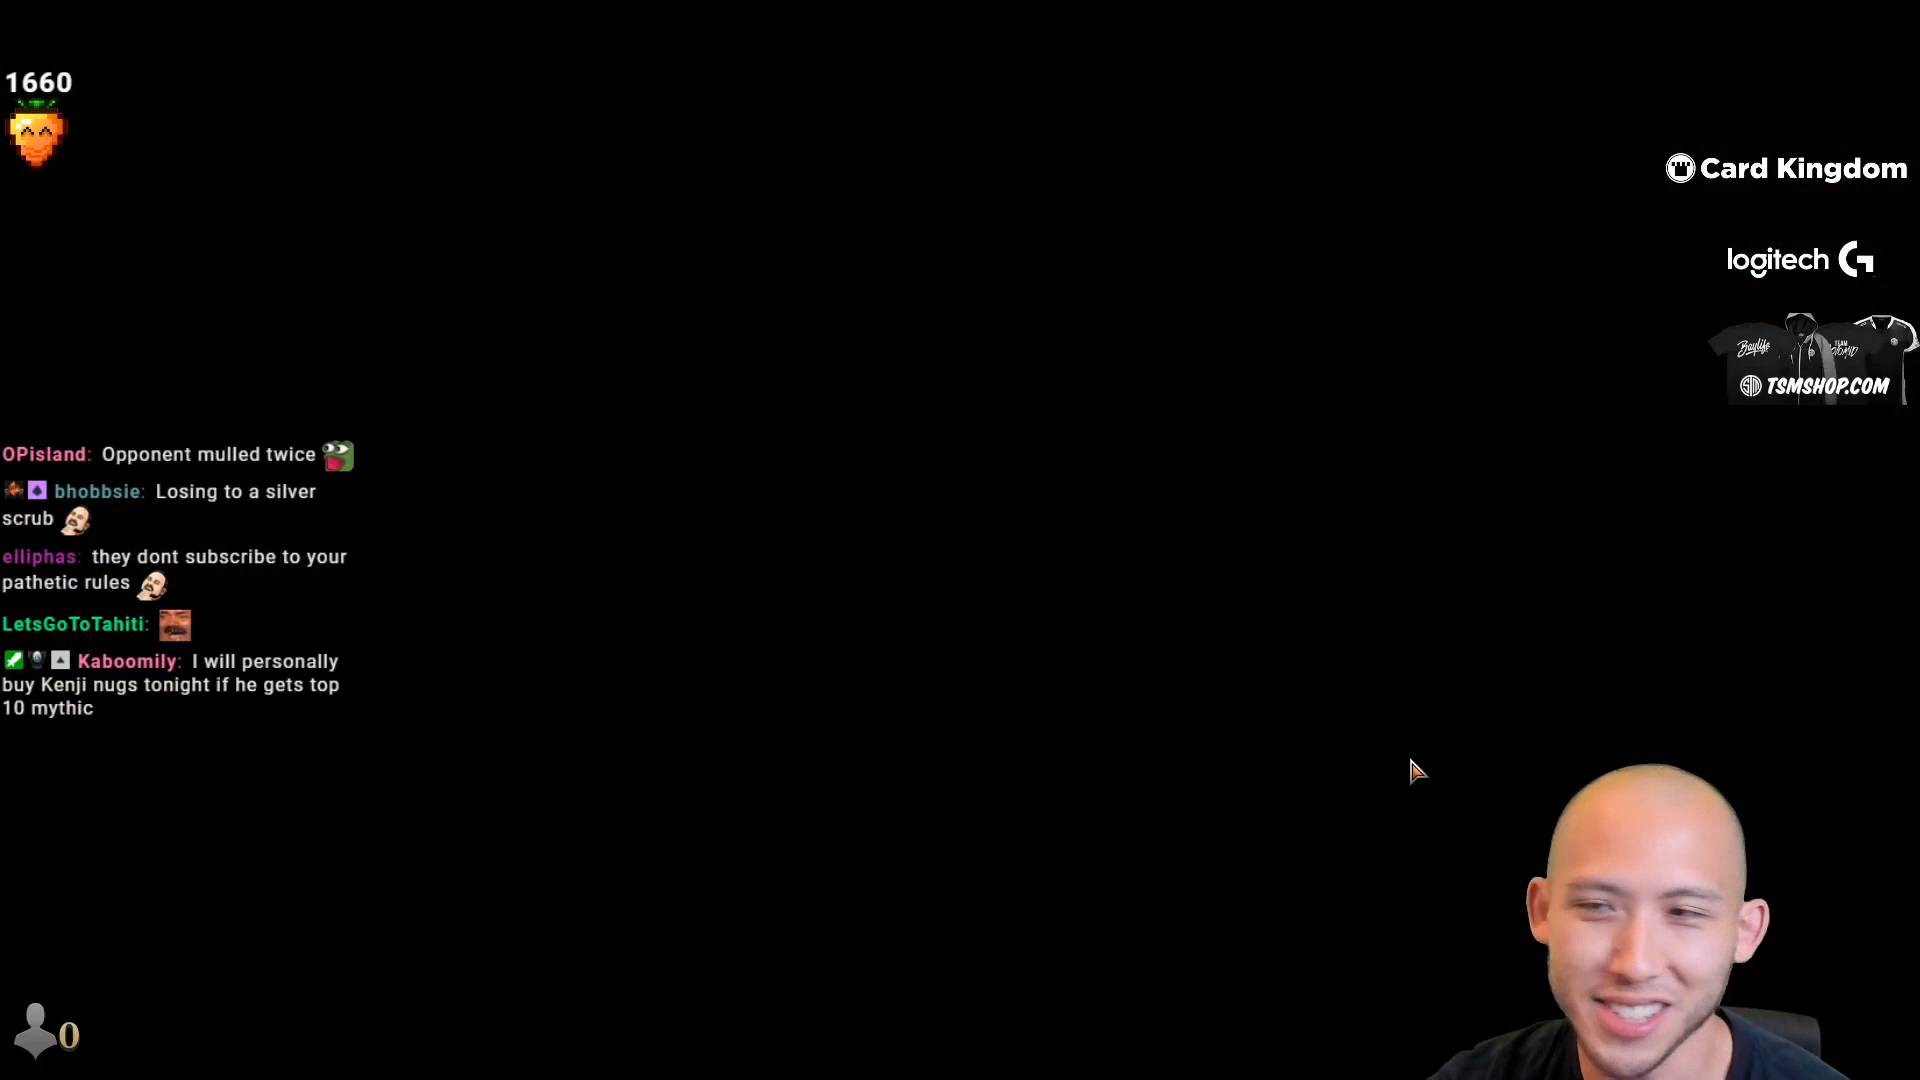 1660
Card Kingdom
logitech G
Baylife
TSMSHOP.COM
OPisland: Opponent mulled twice
bhobbsie: Losing to a silver
scrub
elliphas: they dont subscribe to your
pathetic rules
LetsGoToTahiti:
Kaboomily: I will personally
buy Kenji nugs tonight if he gets top
10 mythic
0